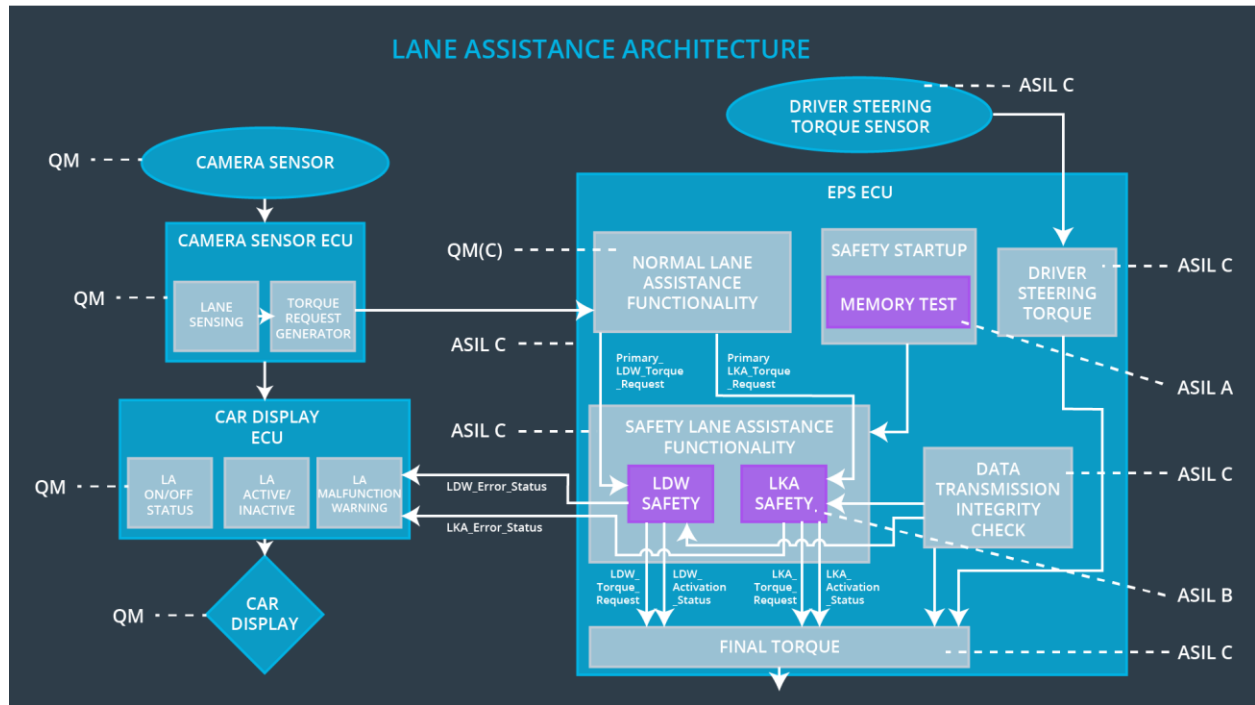 LANE ASSISTANCE ARCHITECTURE
ASIL C
DRIVER STEERING
TORQUE SENSOR
QM
CAMERA SENSOR
EPS ECU
CAMERA SENSOR ECU
QM
LANE
SENSING
TORQUE
REQUEST
GENERATOR
QM(C)
NORMAL LANE
ASSISTANCE
FUNCTIONALITY
SAFETY STARTUP
MEMORY TEST
DRIVER
STEERING
TORQUE
ASIL C
ASIL C
Primary_
LDW_Torque
_Request
Primary
LKA_Torque
_Request
ASIL A
CAR DISPLAY
ECU
ASIL C
SAFETY LANE ASSISTANCE
FUNCTIONALITY
QM
LA
ON/OFF
STATUS
LA
ACTIVE/
INACTIVE
LA
MALFUNCTION
WARNING
LDW_Error_Status
LKA_Error_Status
LDW
SAFETY
LKA
SAFETY
DATA
TRANSMISSION
INTEGRITY
CHECK
ASIL C
LDW_
Torque_
Request
LDW_
Activation
_Status
LKA_
Torque_
Request
LKA_
Activation
_Status
ASIL B
QM
CAR
DISPLAY
FINAL TORQUE
ASIL C